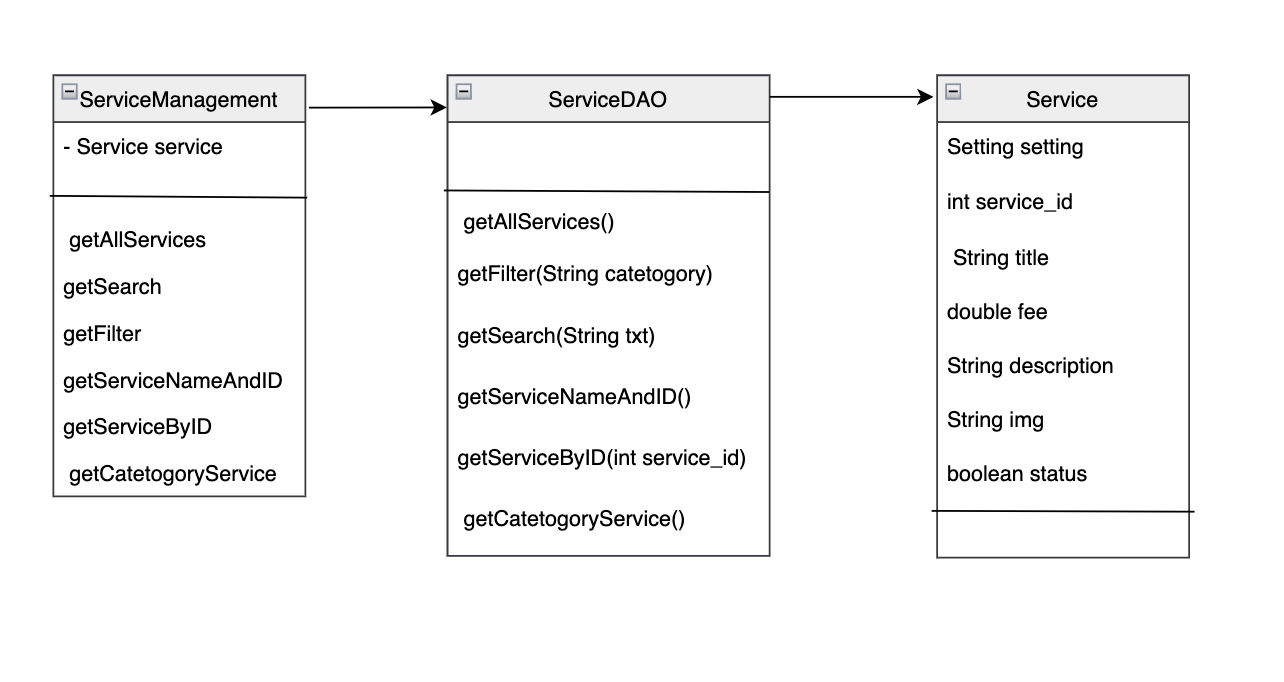 ServiceManagement
- Service service
getAllServices
getSearch
getFilter
getServiceNameAndID
getServiceByID
getCatetogoryService
ServiceDAO
getAllServices()
getFilter(String catetogory)
getSearch(String txt)
getServiceNameAndID()
getServiceByID(int service_id)
getCatetogoryService()
Service
Setting setting
int service_id
String title
double fee
String description
String img
boolean status